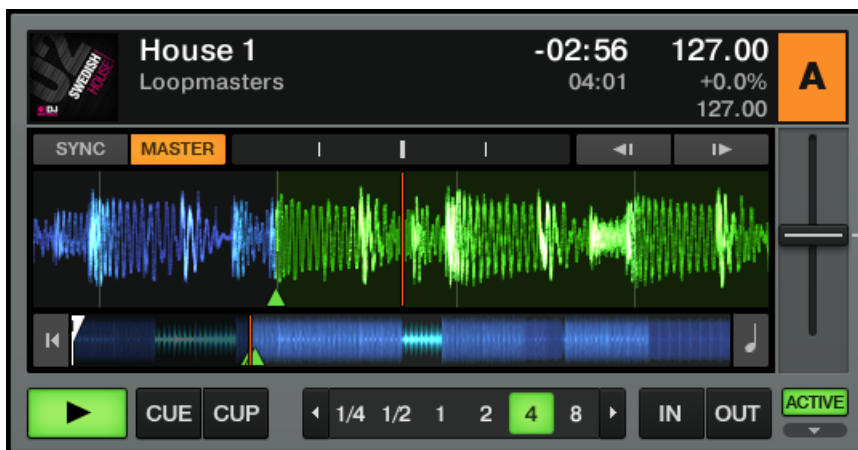 House 1
Loopmasters
-02:56
04:01
127.00
+0.0%
127.00
A
SWEDISH
HOUSE
DJ
SYNC
MASTER
CUE
CUP
1/4 1/2 1 2 4 8
IN
OUT
ACTIVE